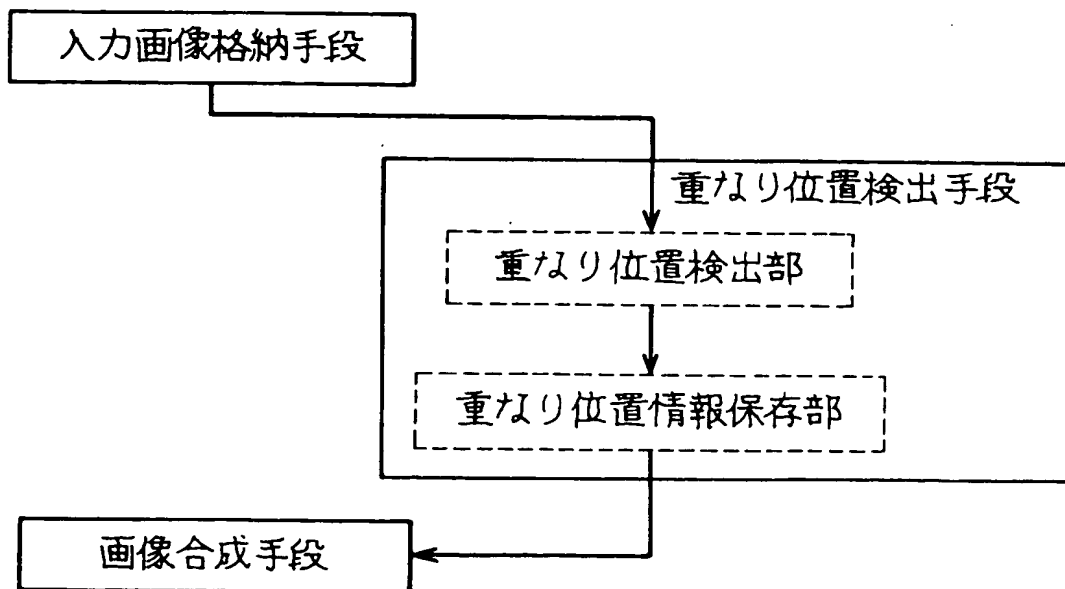 入力画像格納手段
重なり位置検出手段
重なり位置検出部
重なり位置情報保存部
画像合成手段